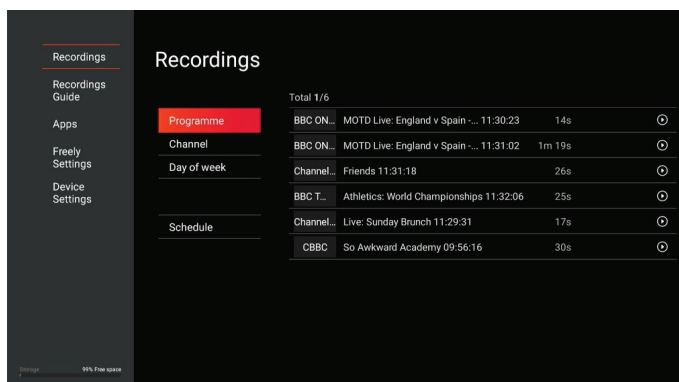 Recordings
Recordings
Guide
Apps
Freely
Settings
Device
Settings
Storage
99% Free space
Recordings
Programme
Channel
Day of week
Schedule
Total 1/6
BBC ON... MOTD Live: England v Spain -... 11:30:23 14s
BBC ON... MOTD Live: England v Spain -... 11:31:02 1m 19s
Channel... Friends 11:31:18 26s
BBC T... Athletics: World Championships 11:32:06 25s
Channel... Live: Sunday Brunch 11:29:31 17s
CBBC So Awkward Academy 09:56:16 30s